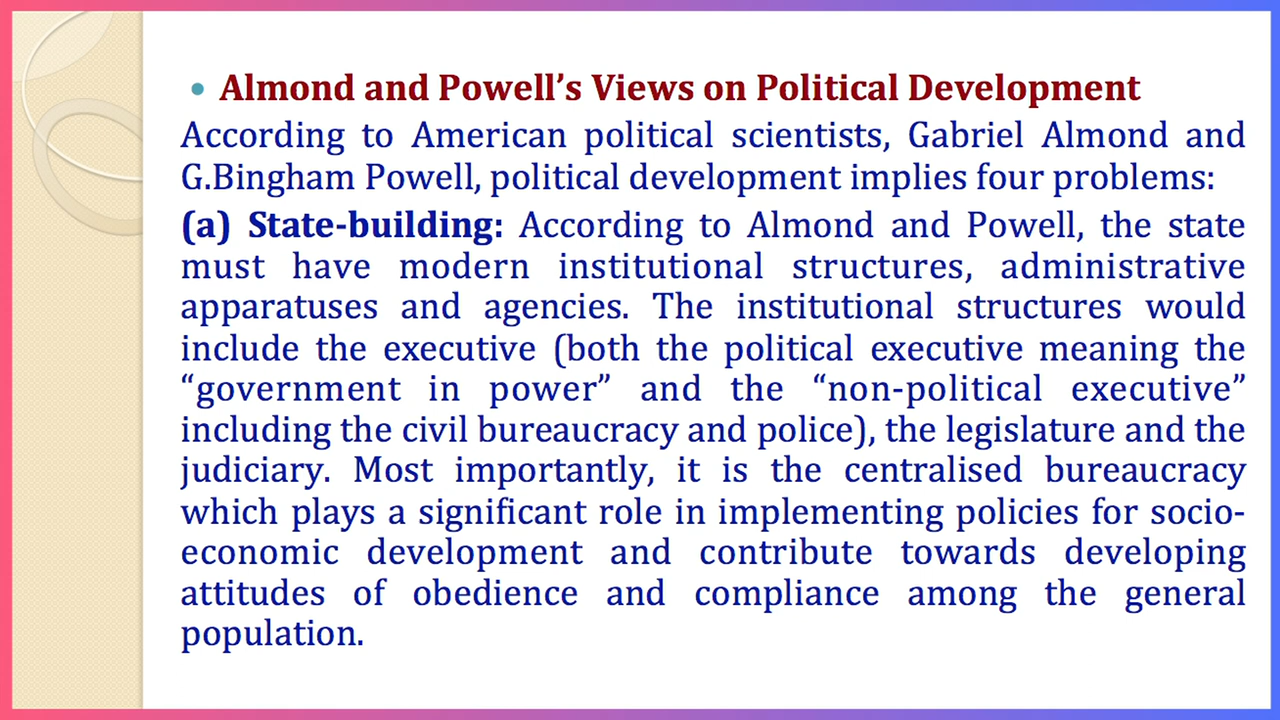 • Almond and Powell’s Views on Political Development
According to American political scientists, Gabriel Almond and
G.Bingham Powell, political development implies four problems:
(a) State-building: According to Almond and Powell, the state
must have modern institutional structures, administrative
apparatuses and agencies. The institutional structures would
include the executive (both the political executive meaning the
“government in power” and the “non-political executive”
including the civil bureaucracy and police), the legislature and the
judiciary. Most importantly, it is the centralised bureaucracy
which plays a significant role in implementing policies for socio-
economic development and contribute towards developing
attitudes of obedience and compliance among the general
population.